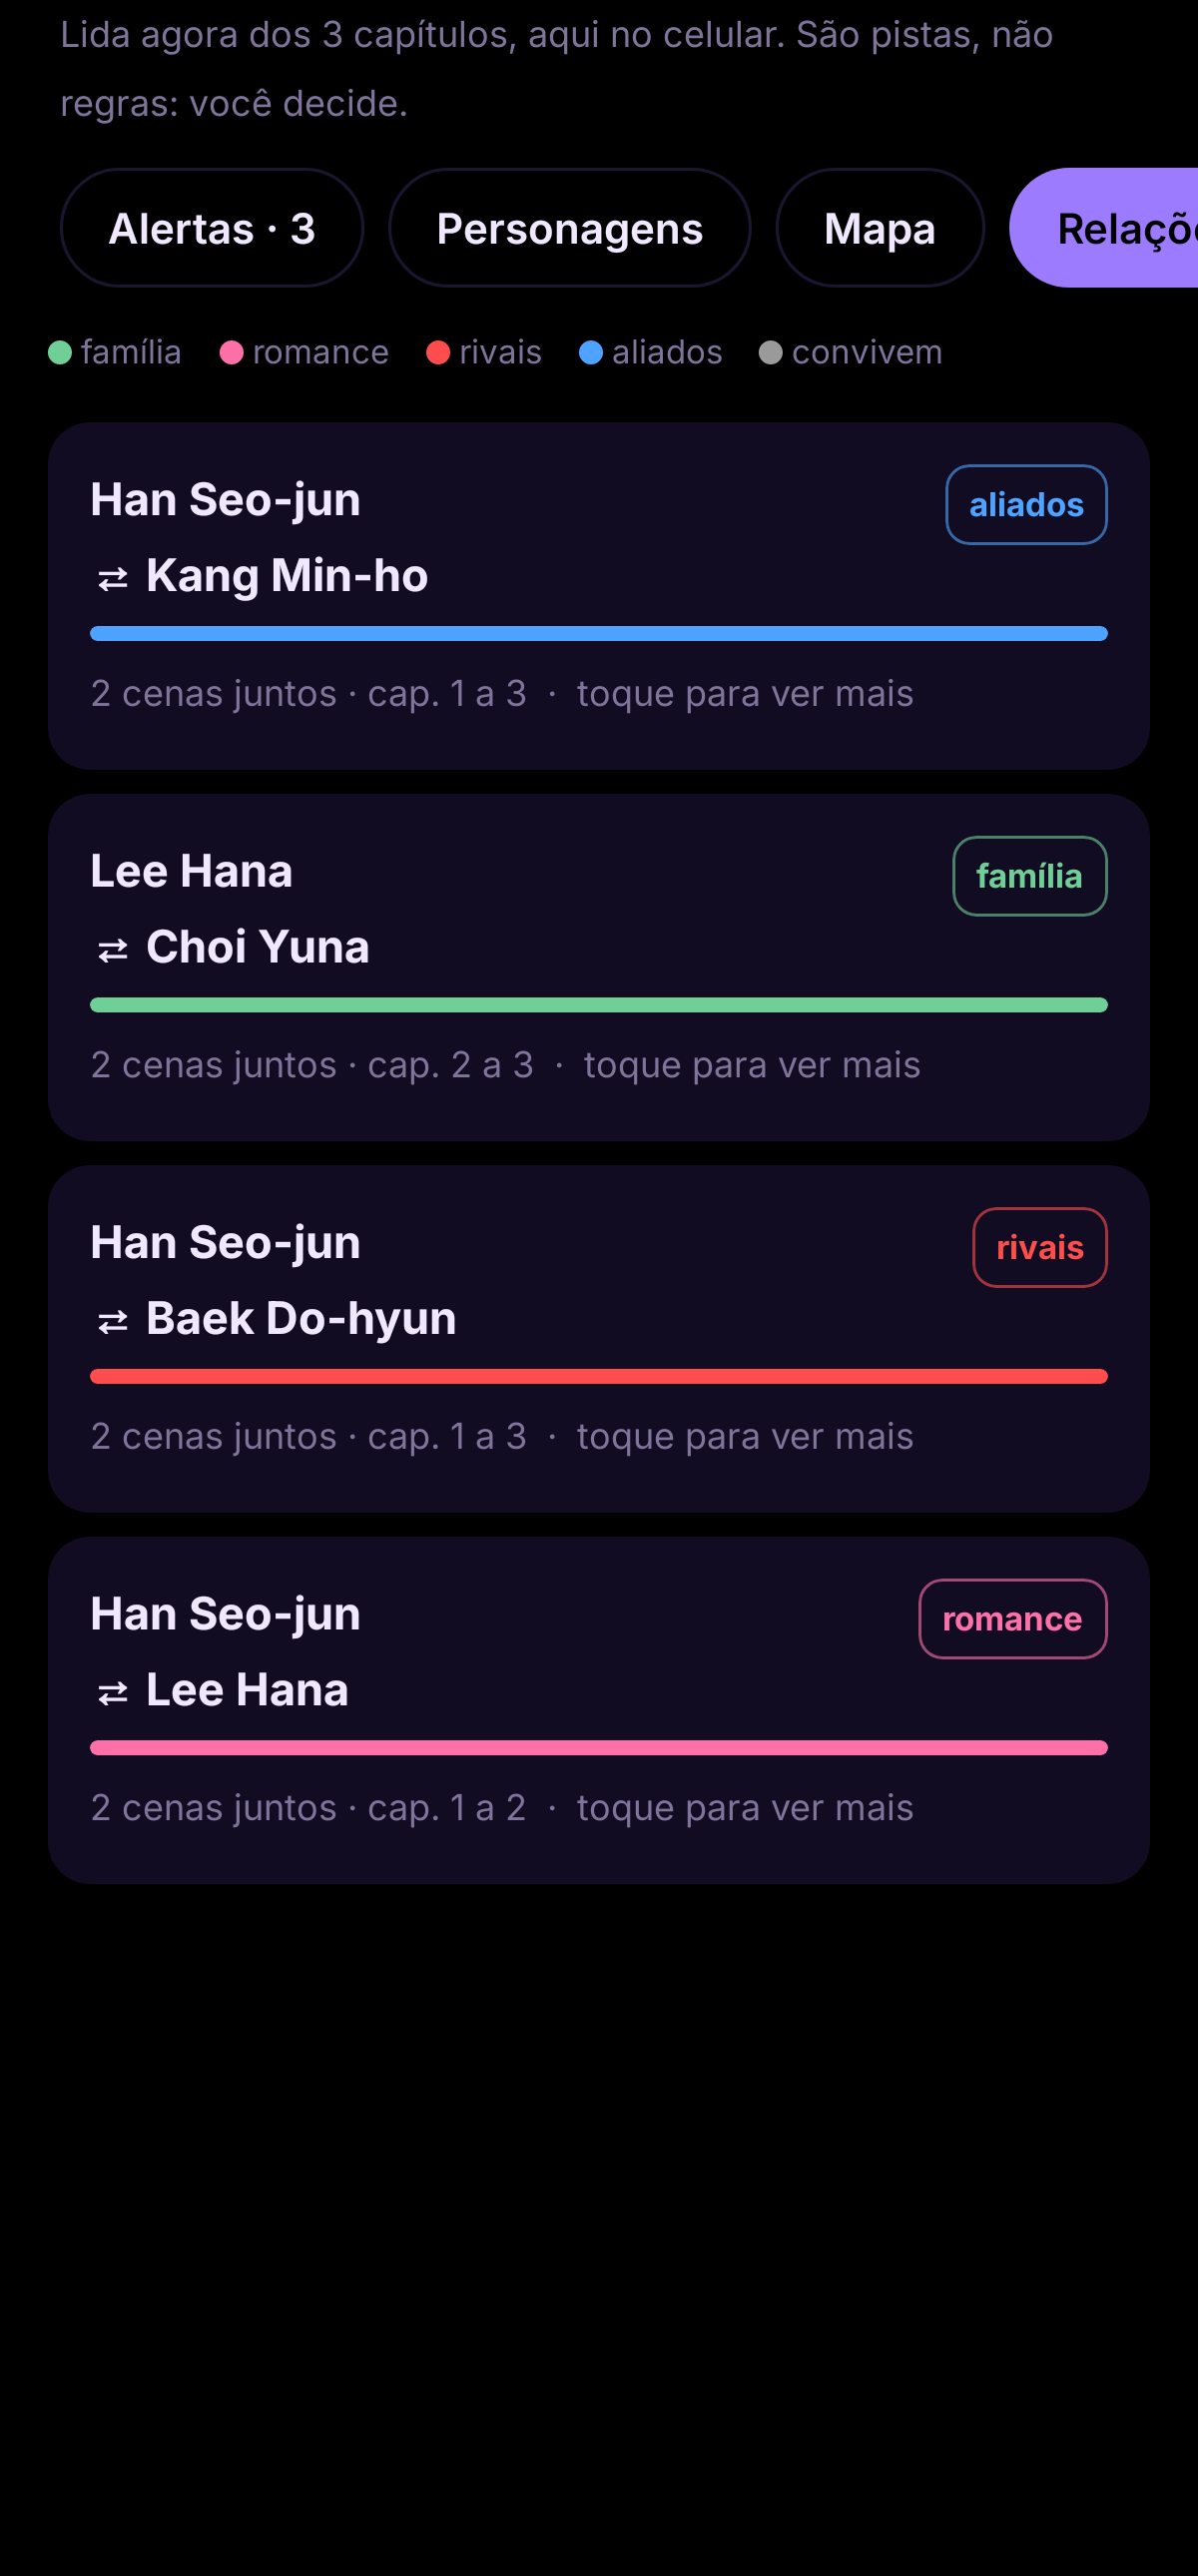 Lida agora dos 3 capítulos, aqui no celular. São pistas, não
regras: você decide.
Alertas · 3
Personagens
Mapa
família
romance
rivais
aliados
convivem
Han Seo-jun
aliados
⇄ Kang Min-ho
2 cenas juntos · cap. 1 a 3 · toque para ver mais
Lee Hana
família
⇄ Choi Yuna
2 cenas juntos · cap. 2 a 3 · toque para ver mais
Han Seo-jun
rivais
⇄ Baek Do-hyun
2 cenas juntos · cap. 1 a 3 · toque para ver mais
Han Seo-jun
romance
⇄ Lee Hana
2 cenas juntos · cap. 1 a 2 · toque para ver mais